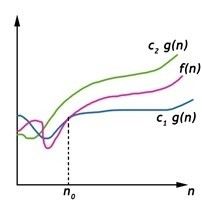 c₂ g(n)
f(n)
c₁ g(n)
n₀ n